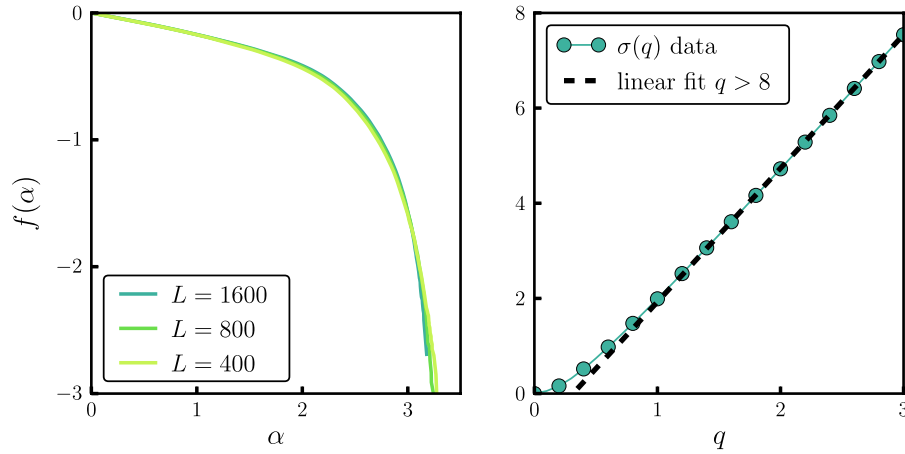 0
−1
−2
−3
f(α)
L = 1600
L = 800
L = 400
0 1 2 3
α
8
6
4
2
0
σ(q) data
linear fit q > 8
0 1 2 3
q